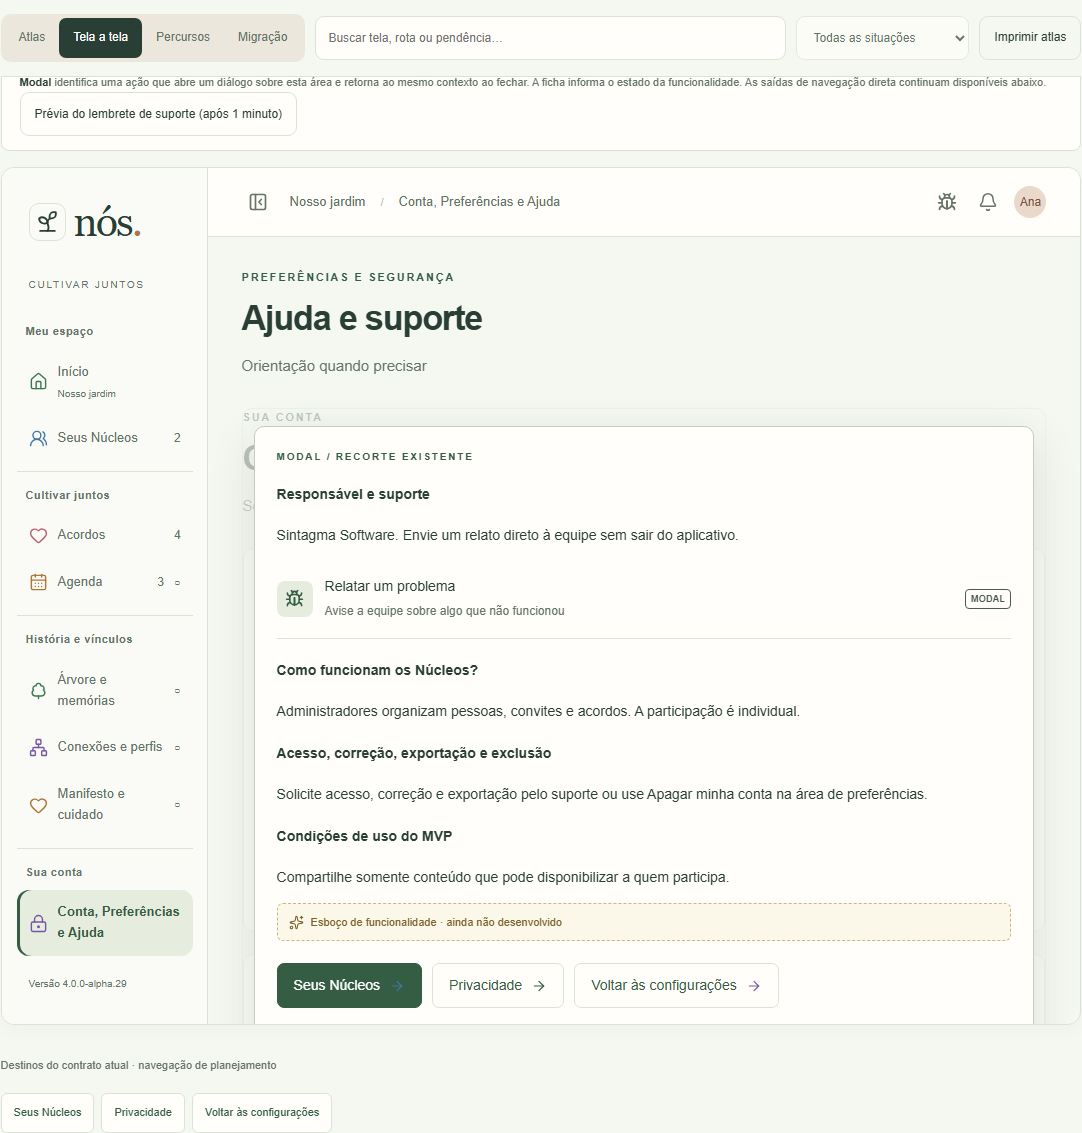 Atlas
Tela a tela
Percursos
Migração
Buscar tela, rota ou pendência...
Todas as situações
Imprimir atlas
Modal identifica uma ação que abre um diálogo sobre esta área e retorna ao mesmo contexto ao fechar. A ficha informa o estado da funcionalidade. As saídas de navegação direta continuam disponíveis abaixo.
Prévia do lembrete de suporte (após 1 minuto)
nós.
CULTIVAR JUNTOS
Meu espaço
Início
Nosso jardim
Seus Núcleos 2
Cultivar juntos
Acordos 4
Agenda 3
História e vínculos
Árvore e
memórias
Conexões e perfis
Manifesto e
cuidado
Sua conta
Conta, Preferências
e Ajuda
Versão 4.0.0-alpha.29
Nosso jardim / Conta, Preferências e Ajuda
Ana
PREFERÊNCIAS E SEGURANÇA
Ajuda e suporte
Orientação quando precisar
SUA CONTA
MODAL / RECORTE EXISTENTE
Responsável e suporte
Sintagma Software. Envie um relato direto à equipe sem sair do aplicativo.
Relatar um problema
Avise a equipe sobre algo que não funcionou
MODAL
Como funcionam os Núcleos?
Administradores organizam pessoas, convites e acordos. A participação é individual.
Acesso, correção, exportação e exclusão
Solicite acesso, correção e exportação pelo suporte ou use Apagar minha conta na área de preferências.
Condições de uso do MVP
Compartilhe somente conteúdo que pode disponibilizar a quem participa.
Esboço de funcionalidade · ainda não desenvolvido
Seus Núcleos →
Privacidade →
Voltar às configurações →
Destinos do contrato atual · navegação de planejamento
Seus Núcleos
Privacidade
Voltar às configurações